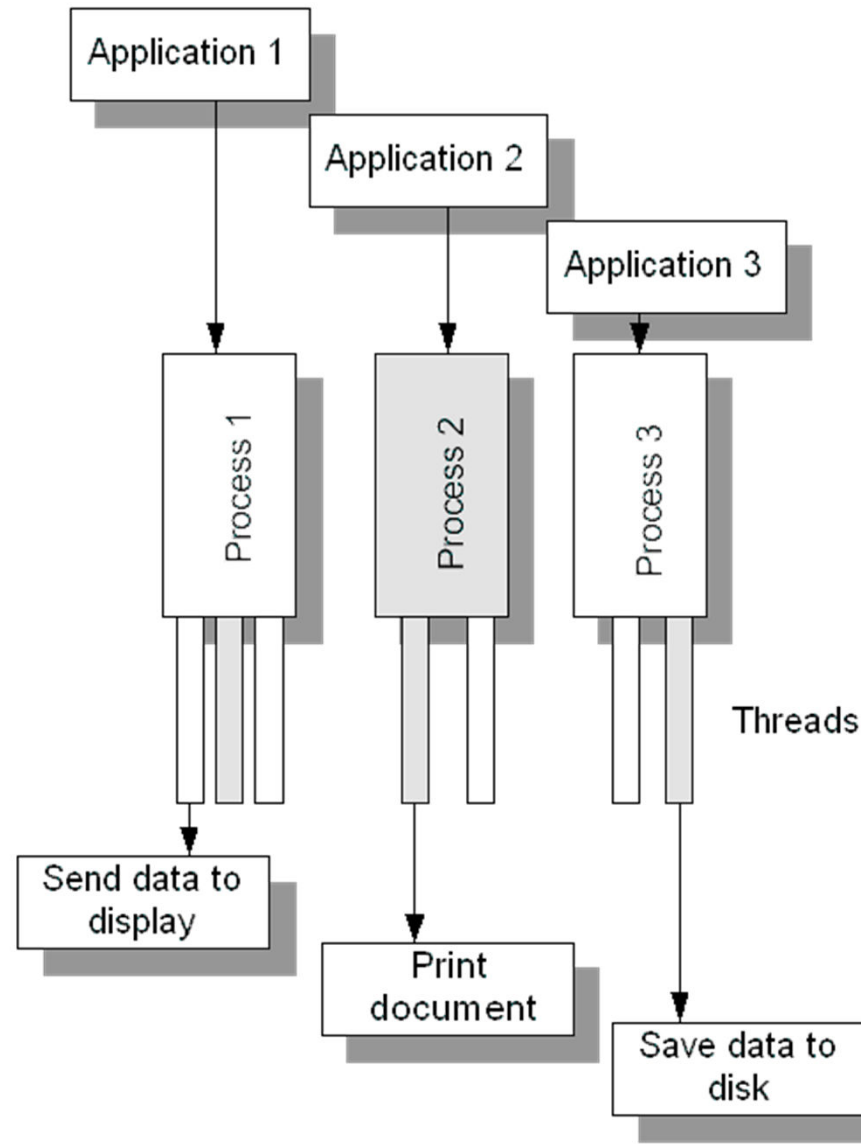 Application 1
Application 2
Application 3
Process 1
Process 2
Process 3
Threads
Send data to
display
Print
document
Save data to
disk